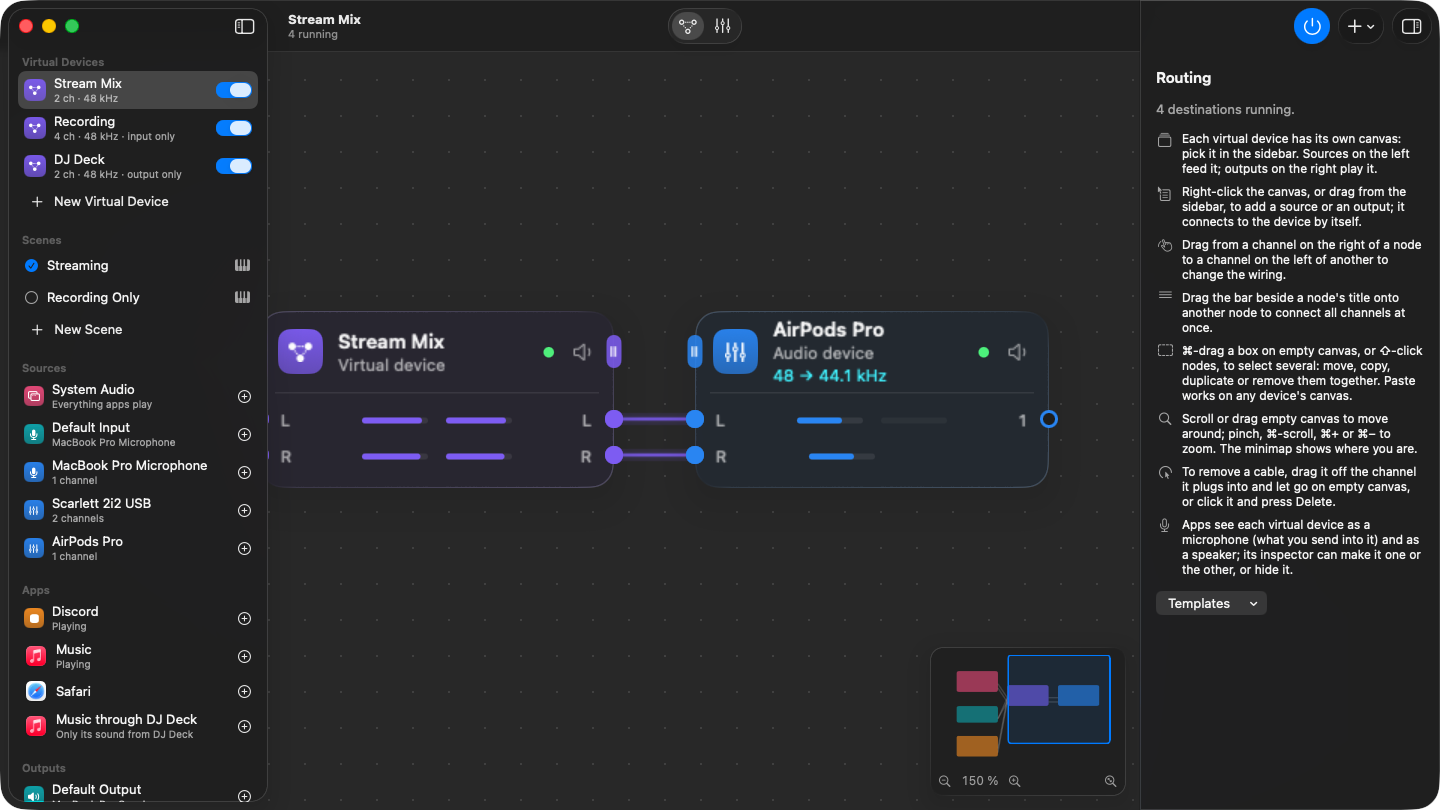 Stream Mix
4 running
Virtual Devices
Stream Mix
2 ch · 48 kHz
Recording
4 ch · 48 kHz · input only
DJ Deck
2 ch · 48 kHz · output only
New Virtual Device
Scenes
Streaming
Recording Only
New Scene
Sources
System Audio
Everything apps play
Default Input
MacBook Pro Microphone
MacBook Pro Microphone
1 channel
Scarlett 2i2 USB
2 channels
AirPods Pro
1 channel
Apps
Discord
Playing
Music
Playing
Safari
Music through DJ Deck
Only its sound from DJ Deck
Outputs
Default Output
Stream Mix
Virtual device
L
L
R
R
AirPods Pro
Audio device
48 → 44.1 kHz
L
1
R
150 %
Routing
4 destinations running.
Each virtual device has its own canvas:
pick it in the sidebar. Sources on the left
feed it; outputs on the right play it.
Right-click the canvas, or drag from the
sidebar, to add a source or an output; it
connects to the device by itself.
Drag from a channel on the right of a node
to a channel on the left of another to
change the wiring.
Drag the bar beside a node's title onto
another node to connect all channels at
once.
⌘-drag a box on empty canvas, or ⇧-click
nodes, to select several: move, copy,
duplicate or remove them together. Paste
works on any device's canvas.
Scroll or drag empty canvas to move
around; pinch, ⌘-scroll, ⌘+ or ⌘− to
zoom. The minimap shows where you are.
To remove a cable, drag it off the channel
it plugs into and let go on empty canvas,
or click it and press Delete.
Apps see each virtual device as a
microphone (what you send into it) and as
a speaker; its inspector can make it one or
the other, or hide it.
Templates